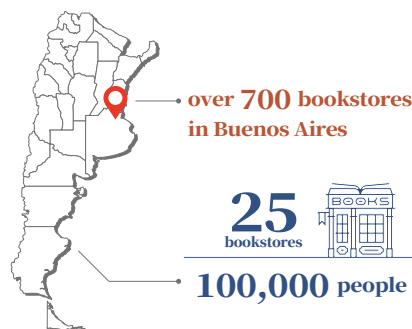 over 700 bookstores
in Buenos Aires
25
bookstores
BOOKS
100,000 people